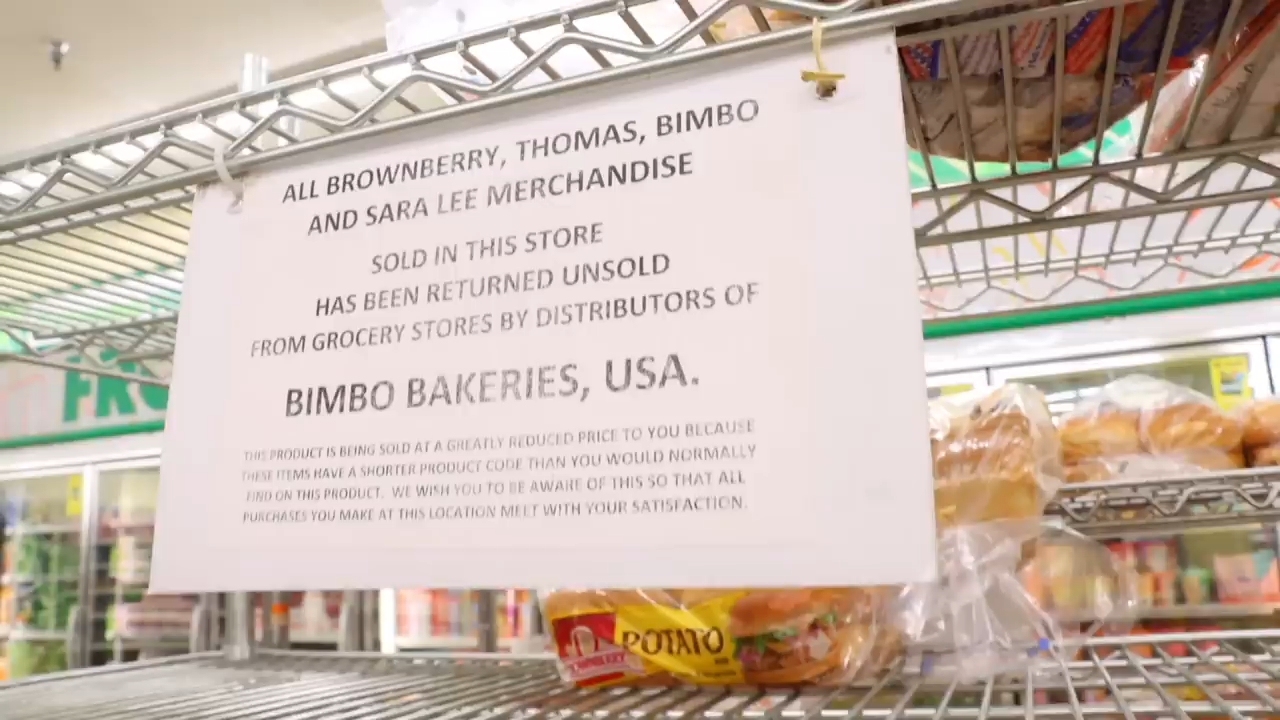 ALL BROWNBERRY, THOMAS, BIMBO
AND SARA LEE MERCHANDISE
SOLD IN THIS STORE
HAS BEEN RETURNED UNSOLD
FROM GROCERY STORES BY DISTRIBUTORS OF
BIMBO BAKERIES, USA.
THIS PRODUCT IS BEING SOLD AT A GREATLY REDUCED PRICE TO YOU BECAUSE
THESE ITEMS HAVE A SHORTER PRODUCT CODE THAN YOU WOULD NORMALLY
FIND ON THIS PRODUCT. WE WISH YOU TO BE AWARE OF THIS SO THAT ALL
PURCHASES YOU MAKE AT THIS LOCATION MEET WITH YOUR SATISFACTION.
FRO
POTATO